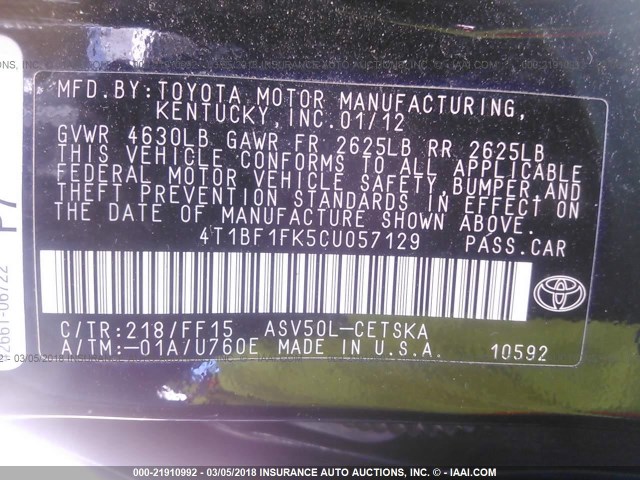 MFD.BY:TOYOTA MOTOR MANUFACTURING,
KENTUCKY, INC. 01/12
GVWR 4630LB GAWR FR 2625LB RR 2625LB
THIS VEHICLE CONFORMS TO ALL APPLICABLE
FEDERAL MOTOR VEHICLE SAFETY, BUMPER, AND
THEFT PREVENTION STANDARDS IN EFFECT ON
THE DATE OF MANUFACTURE SHOWN ABOVE.
4T1BF1FK5CU057129 PASS.CAR
C/TR:218/FF15 ASV50L-CETSKA
A/TM:-01A/U760E MADE IN U.S.A. 10592
P7
000-21910992 - 03/05/2018 - INSURANCE AUTO AUCTIONS, INC. - © - IAAI.COM